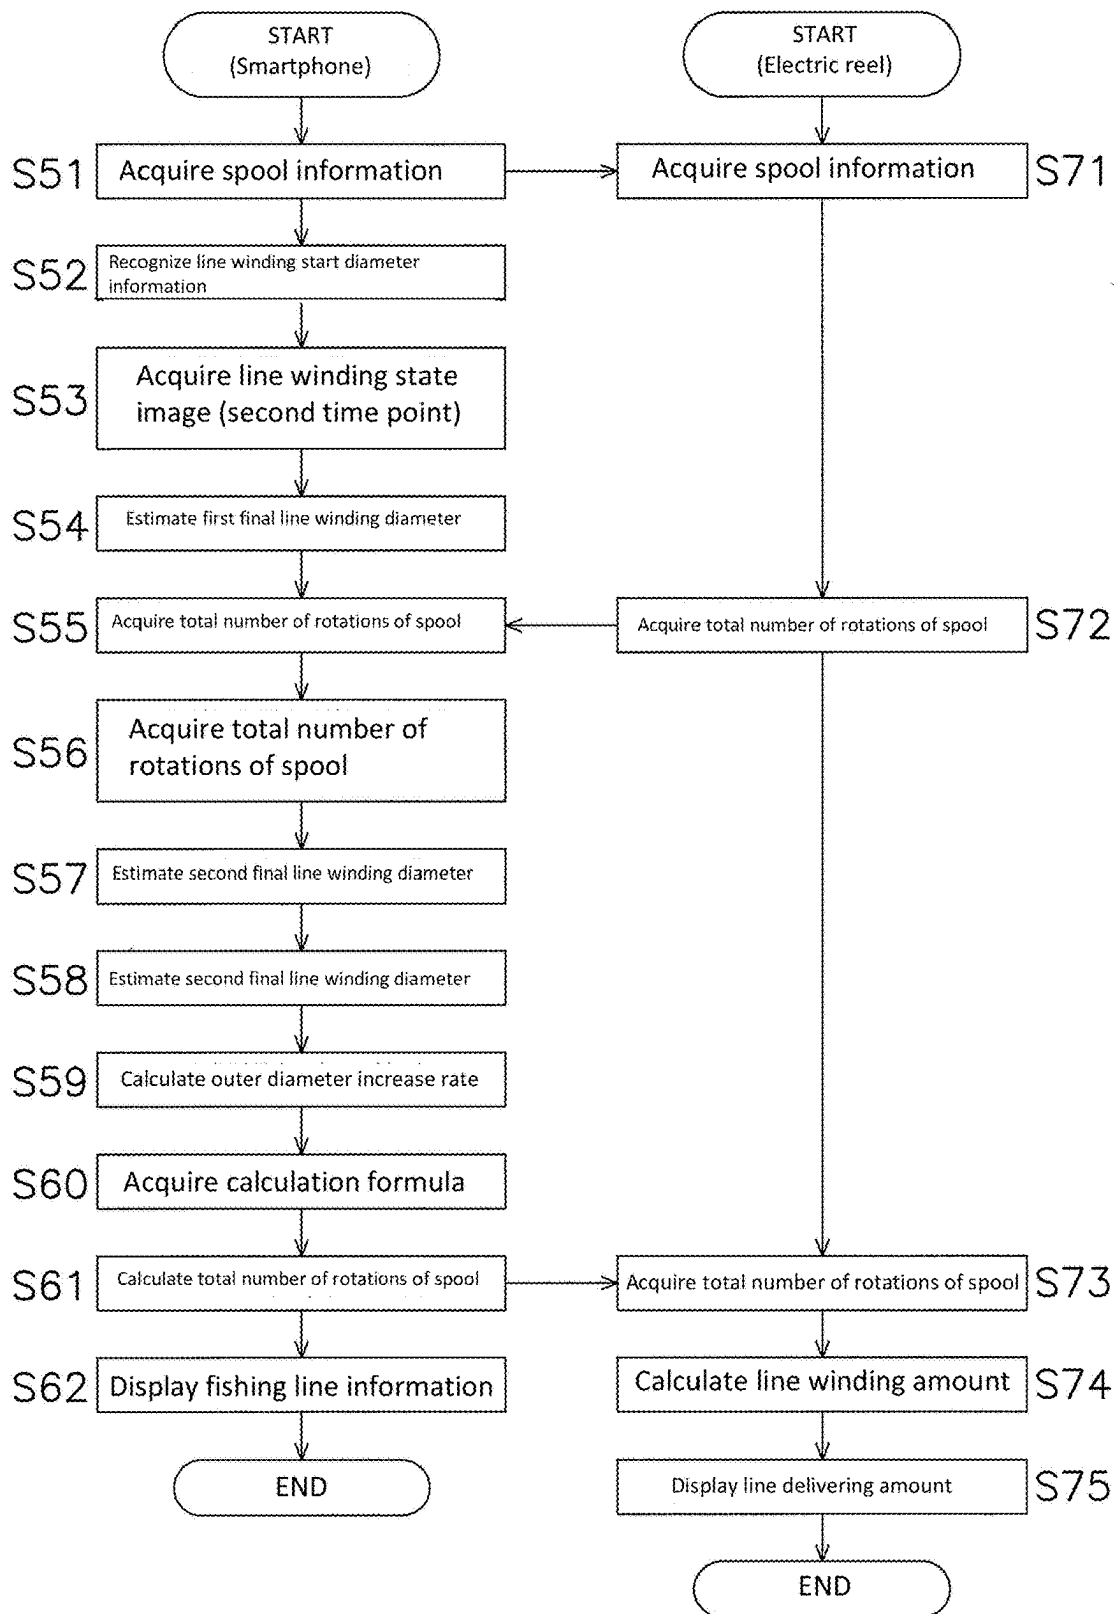 START
(Smartphone)
START
(Electric reel)
S51
Acquire spool information
Acquire spool information
S71
S52
Recognize line winding start diameter
information
S53
Acquire line winding state
image (second time point)
S54
Estimate first final line winding diameter
S55
Acquire total number of rotations of spool
Acquire total number of rotations of spool
S72
S56
Acquire total number of
rotations of spool
S57
Estimate second final line winding diameter
S58
Estimate second final line winding diameter
S59
Calculate outer diameter increase rate
S60
Acquire calculation formula
S61
Calculate total number of rotations of spool
Acquire total number of rotations of spool
S73
S62
Display fishing line information
Calculate line winding amount
S74
END
Display line delivering amount
S75
END